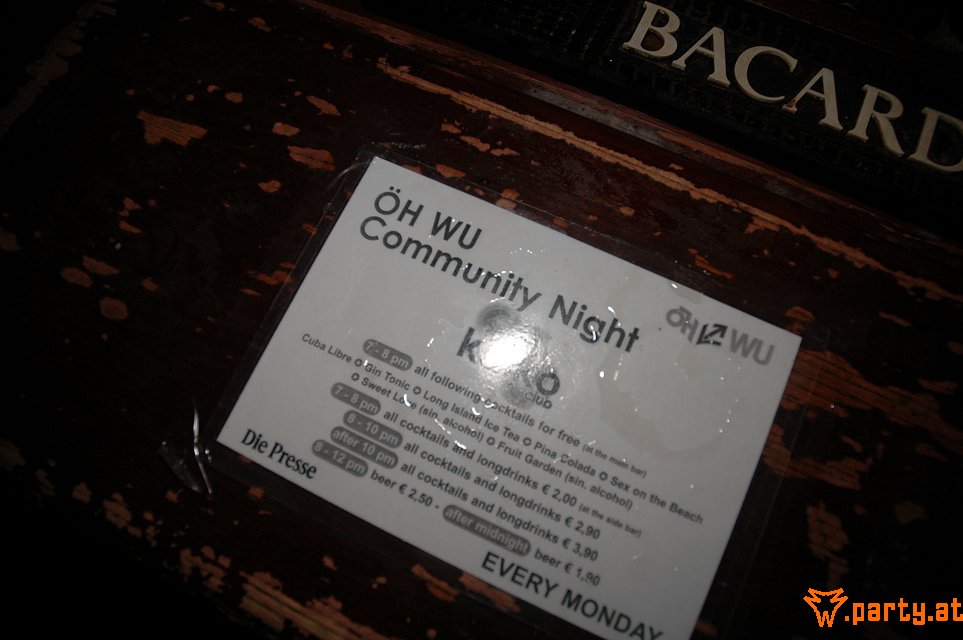 BACARD
ÖH WU
Community Night
ÖH WU
club
7 - 8 pm all following cocktails for free (at the main bar)
Cuba Libre ✪ Gin Tonic ✪ Long Island Ice Tea ✪ Pina Colada ✪ Sex on the Beach
✪ Sweet Love (sin. alcohol) ✪ Fruit Garden (sin. alcohol)
7 - 8 pm all cocktails and longdrinks € 2,00 (at the side bar)
8 - 10 pm all cocktails and longdrinks € 2,90
after 10 pm all cocktails and longdrinks € 3,90
8 - 12 pm beer € 2,50 - after midnight beer € 1,90
Die Presse
EVERY MONDAY
.party.at